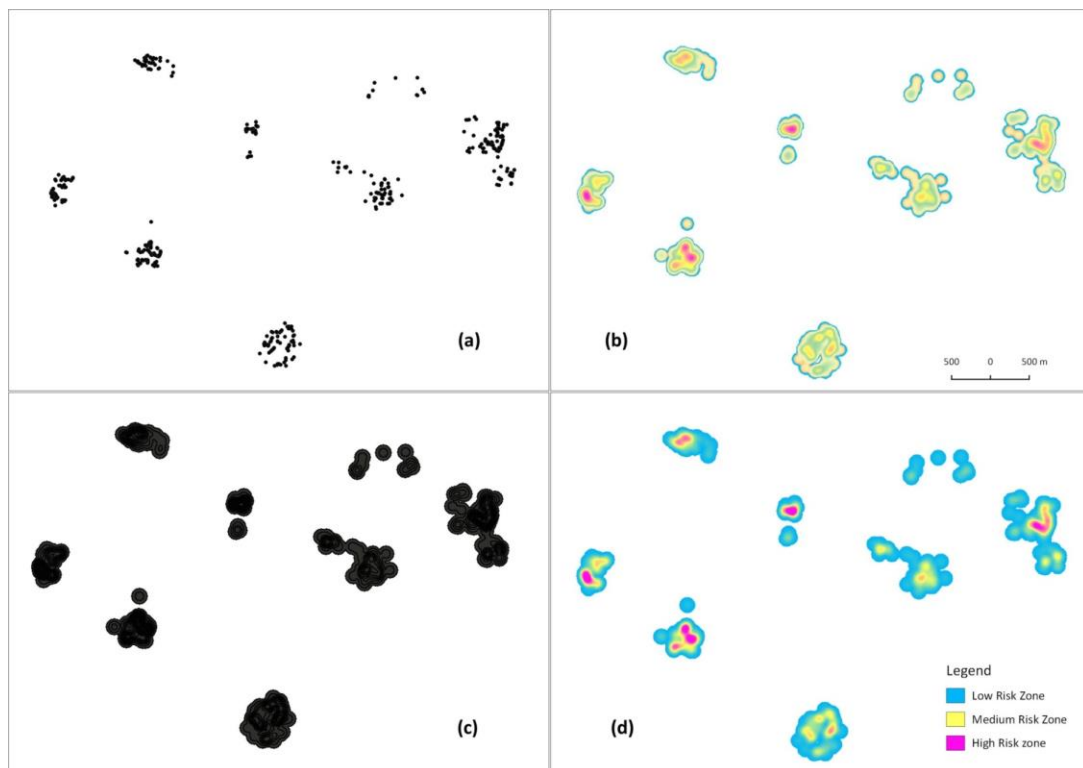 (a)
(b)
500 0 500 m
(c)
(d)
Legend
Low Risk Zone
Medium Risk Zone
High Risk zone